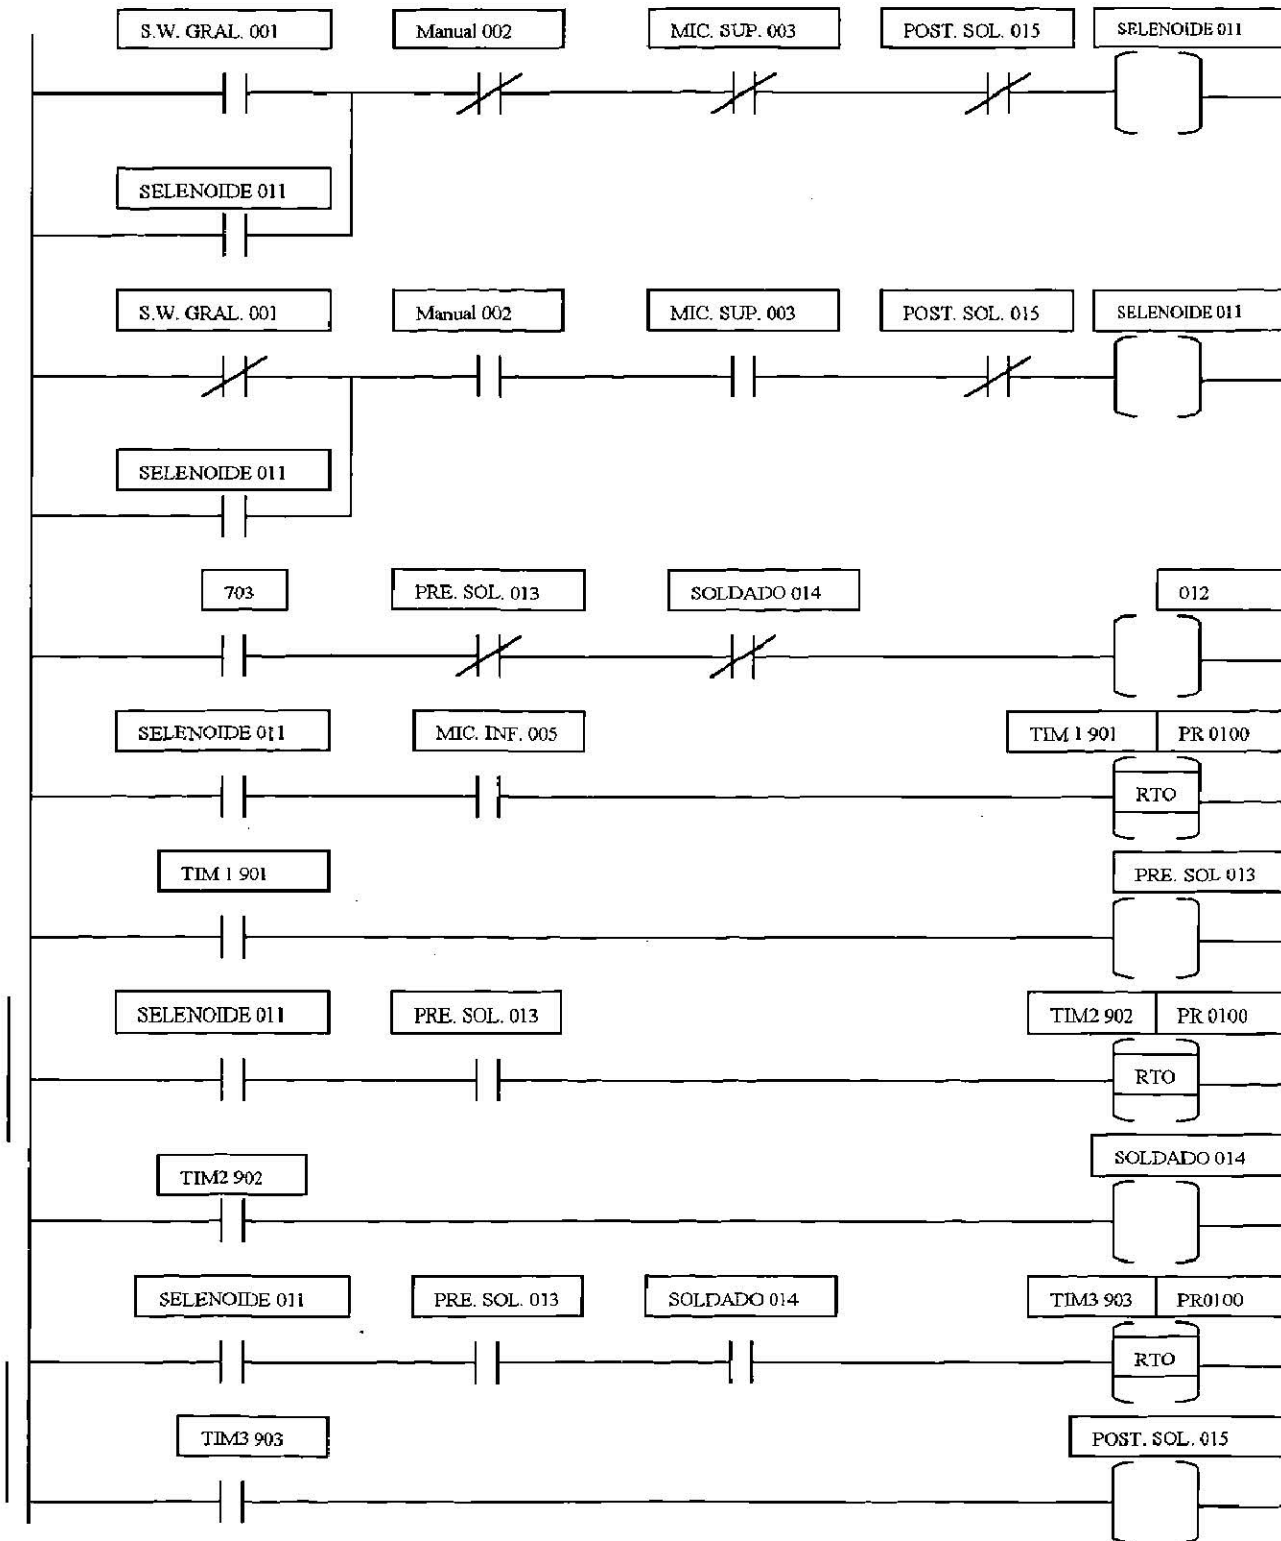 S.W. GRAL. 001 Manual 002 MIC. SUP. 003 POST. SOL. 015 SELENOIDE 011
SELENOIDE 011
S.W. GRAL. 001 Manual 002 MIC. SUP. 003 POST. SOL. 015 SELENOIDE 011
SELENOIDE 011
703 PRE. SOL. 013 SOLDADO 014 012
SELENOIDE 011 MIC. INF. 005 TIM 1 901 PR 0100
RTO
TIM 1 901 PRE. SOL 013
SELENOIDE 011 PRE. SOL. 013 TIM2 902 PR 0100
RTO
SOLDADO 014
TIM2 902
SELENOIDE 011 PRE. SOL. 013 SOLDADO 014 TIM3 903 PR0100
RTO
TIM3 903 POST. SOL. 015